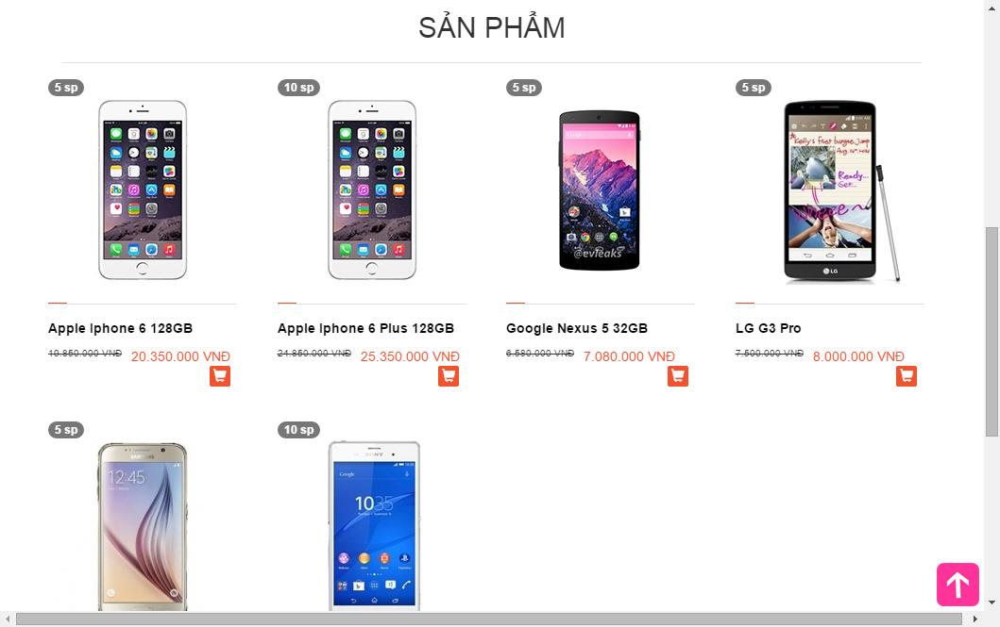 SẢN PHẨM
5 sp
10 sp
5 sp
5 sp
Kelly's first bungee jump
Ready...
Set...
@evleaks
LG
Apple Iphone 6 128GB
Apple Iphone 6 Plus 128GB
Google Nexus 5 32GB
LG G3 Pro
19.850.000 VNĐ 20.350.000 VNĐ
24.850.000 VNĐ 25.350.000 VNĐ
6.580.000 VNĐ 7.080.000 VNĐ
7.500.000 VNĐ 8.000.000 VNĐ
5 sp
10 sp
SAMSUNG
12:45
SONY
Google
10:35